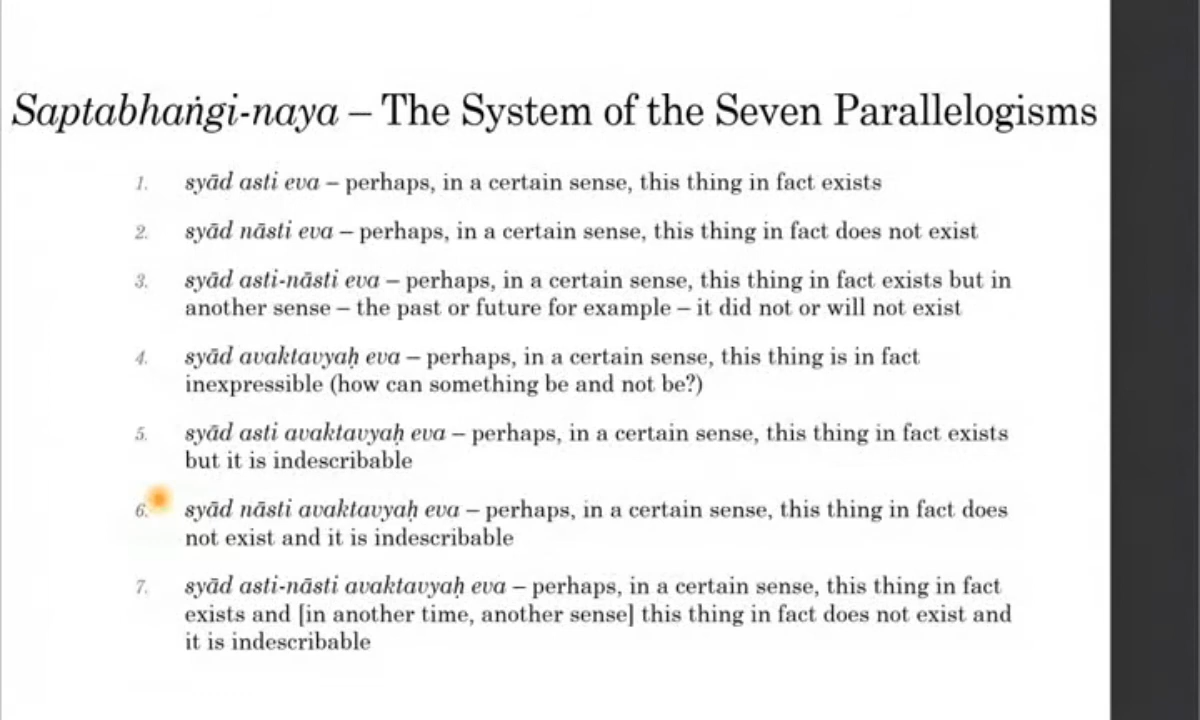 Saptabhaṅgi-naya – The System of the Seven Parallelogisms
1. syād asti eva – perhaps, in a certain sense, this thing in fact exists
2. syād nāsti eva – perhaps, in a certain sense, this thing in fact does not exist
3. syād asti-nāsti eva – perhaps, in a certain sense, this thing in fact exists but in
another sense – the past or future for example – it did not or will not exist
4. syād avaktavyaḥ eva – perhaps, in a certain sense, this thing is in fact
inexpressible (how can something be and not be?)
5. syād asti avaktavyaḥ eva – perhaps, in a certain sense, this thing in fact exists
but it is indescribable
6. syād nāsti avaktavyaḥ eva – perhaps, in a certain sense, this thing in fact does
not exist and it is indescribable
7. syād asti-nāsti avaktavyaḥ eva – perhaps, in a certain sense, this thing in fact
exists and [in another time, another sense] this thing in fact does not exist and
it is indescribable